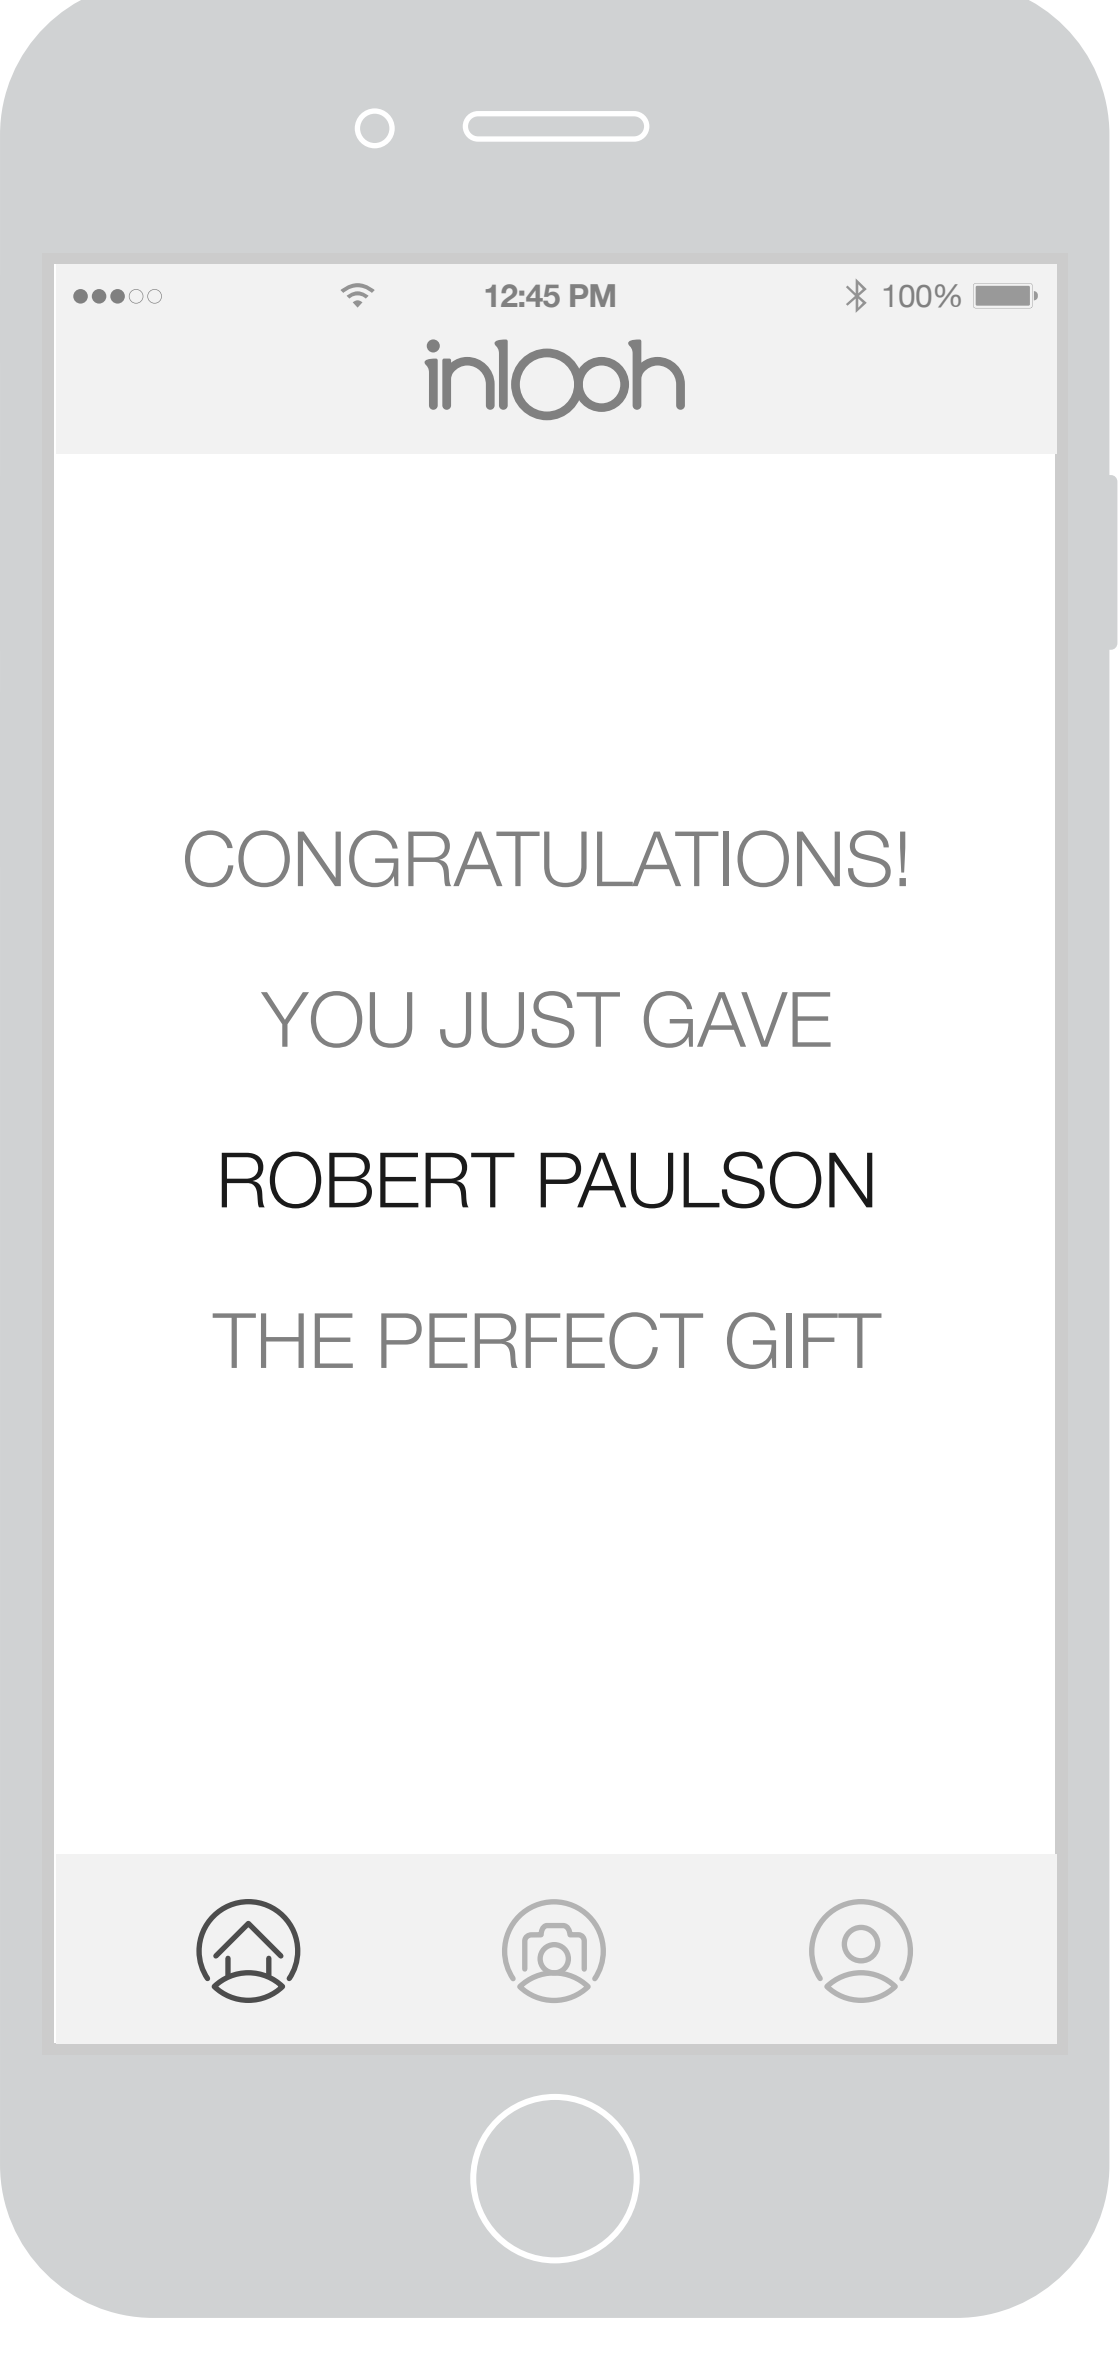 12:45 PM 100%
inlooh
CONGRATULATIONS!
YOU JUST GAVE
ROBERT PAULSON
THE PERFECT GIFT